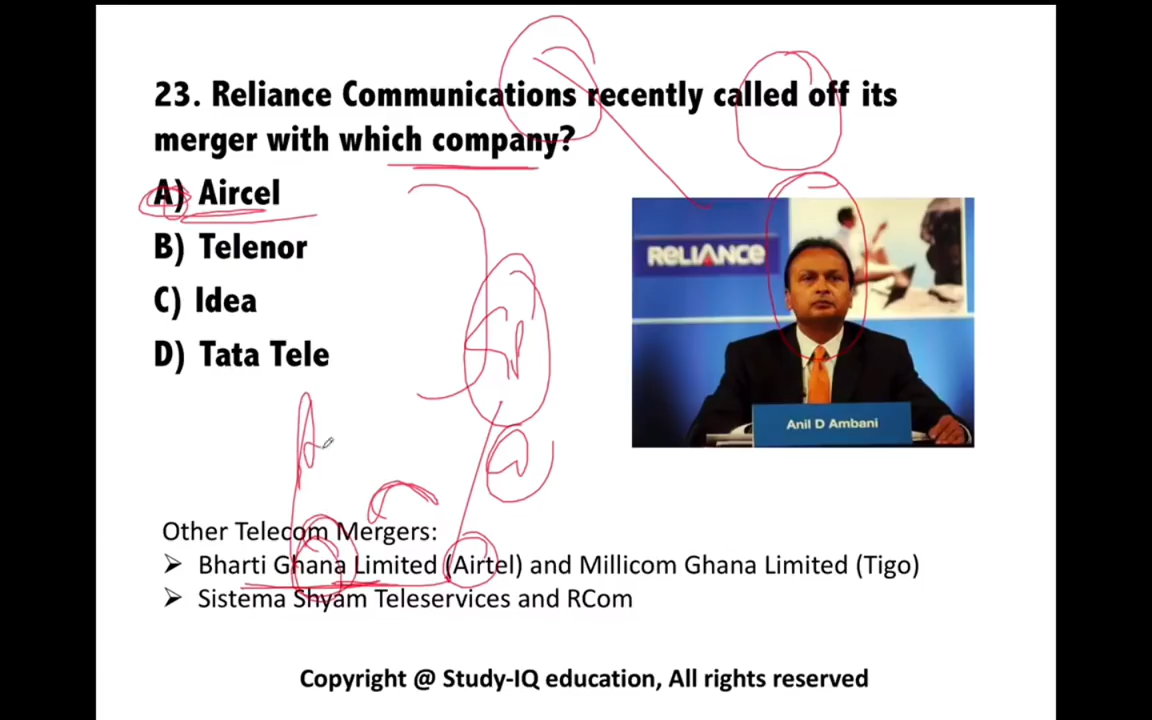 23. Reliance Communications recently called off its
merger with which company?
A) Aircel
B) Telenor
C) Idea
D) Tata Tele
RELIANCE
Anil D Ambani
Other Telecom Mergers:
➢ Bharti Ghana Limited (Airtel) and Millicom Ghana Limited (Tigo)
➢ Sistema Shyam Teleservices and RCom
Copyright @ Study-IQ education, All rights reserved